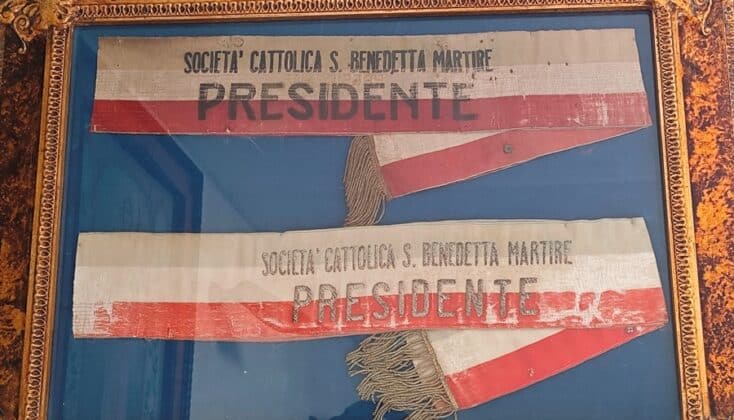 SOCIETA' CATTOLICA S. BENEDETTA MARTIRE
PRESIDENTE
SOCIETA' CATTOLICA S. BENEDETTA MARTIRE
PRESIDENTE